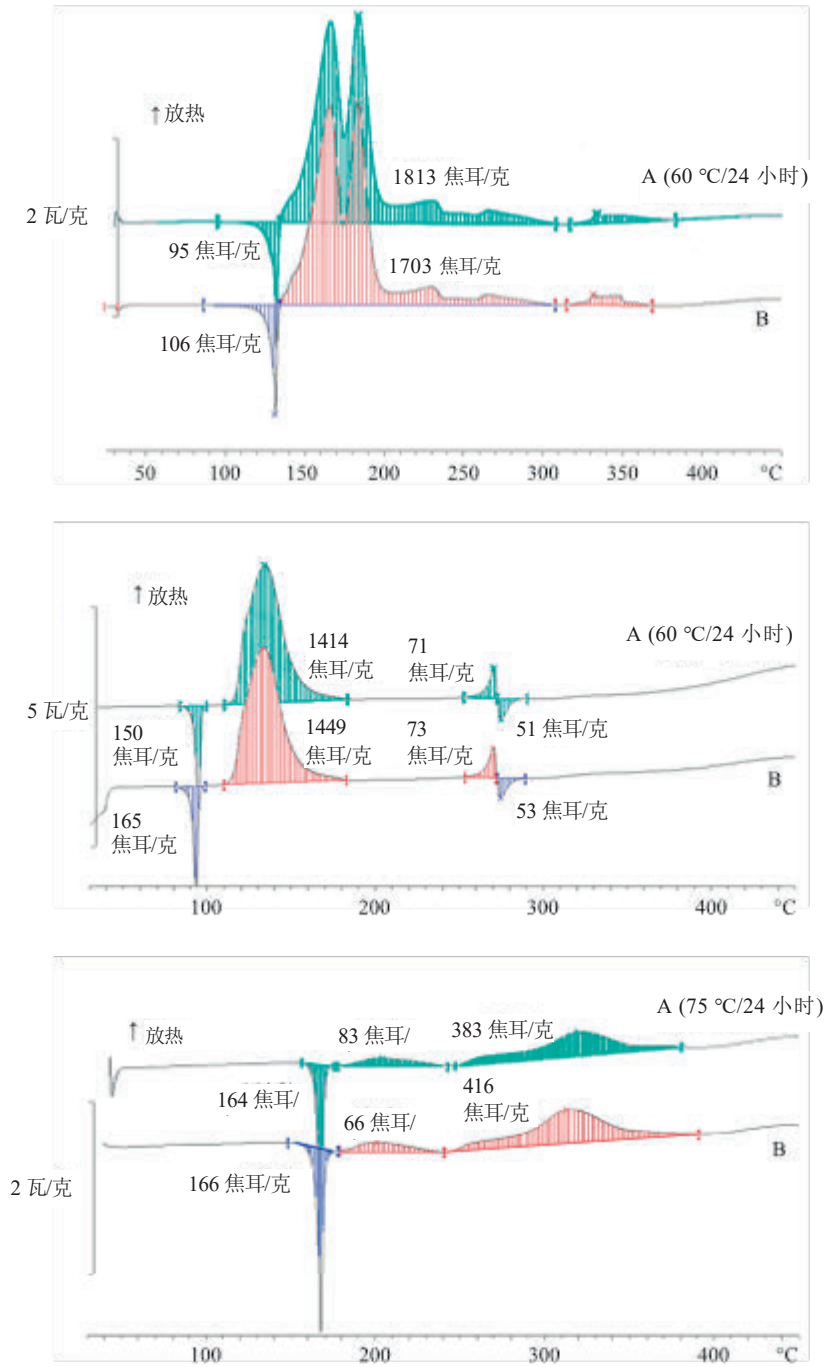 ↑放热
2 瓦/克
1813 焦耳/克
A (60 ℃/24 小时)
95 焦耳/克
1703 焦耳/克
106 焦耳/克
B
50 100 150 200 250 300 350 400 ℃
↑放热
5 瓦/克
1414
焦耳/克
71
焦耳/克
A (60 ℃/24 小时)
150
焦耳/克
1449
焦耳/克
73
焦耳/克
51 焦耳/克
165
焦耳/克
53 焦耳/克
B
100 200 300 400 ℃
↑放热
83 焦耳/
383 焦耳/克
A (75 ℃/24 小时)
164 焦耳/
66 焦耳/
416
焦耳/克
2 瓦/克
166 焦耳/克
B
100 200 300 400 ℃